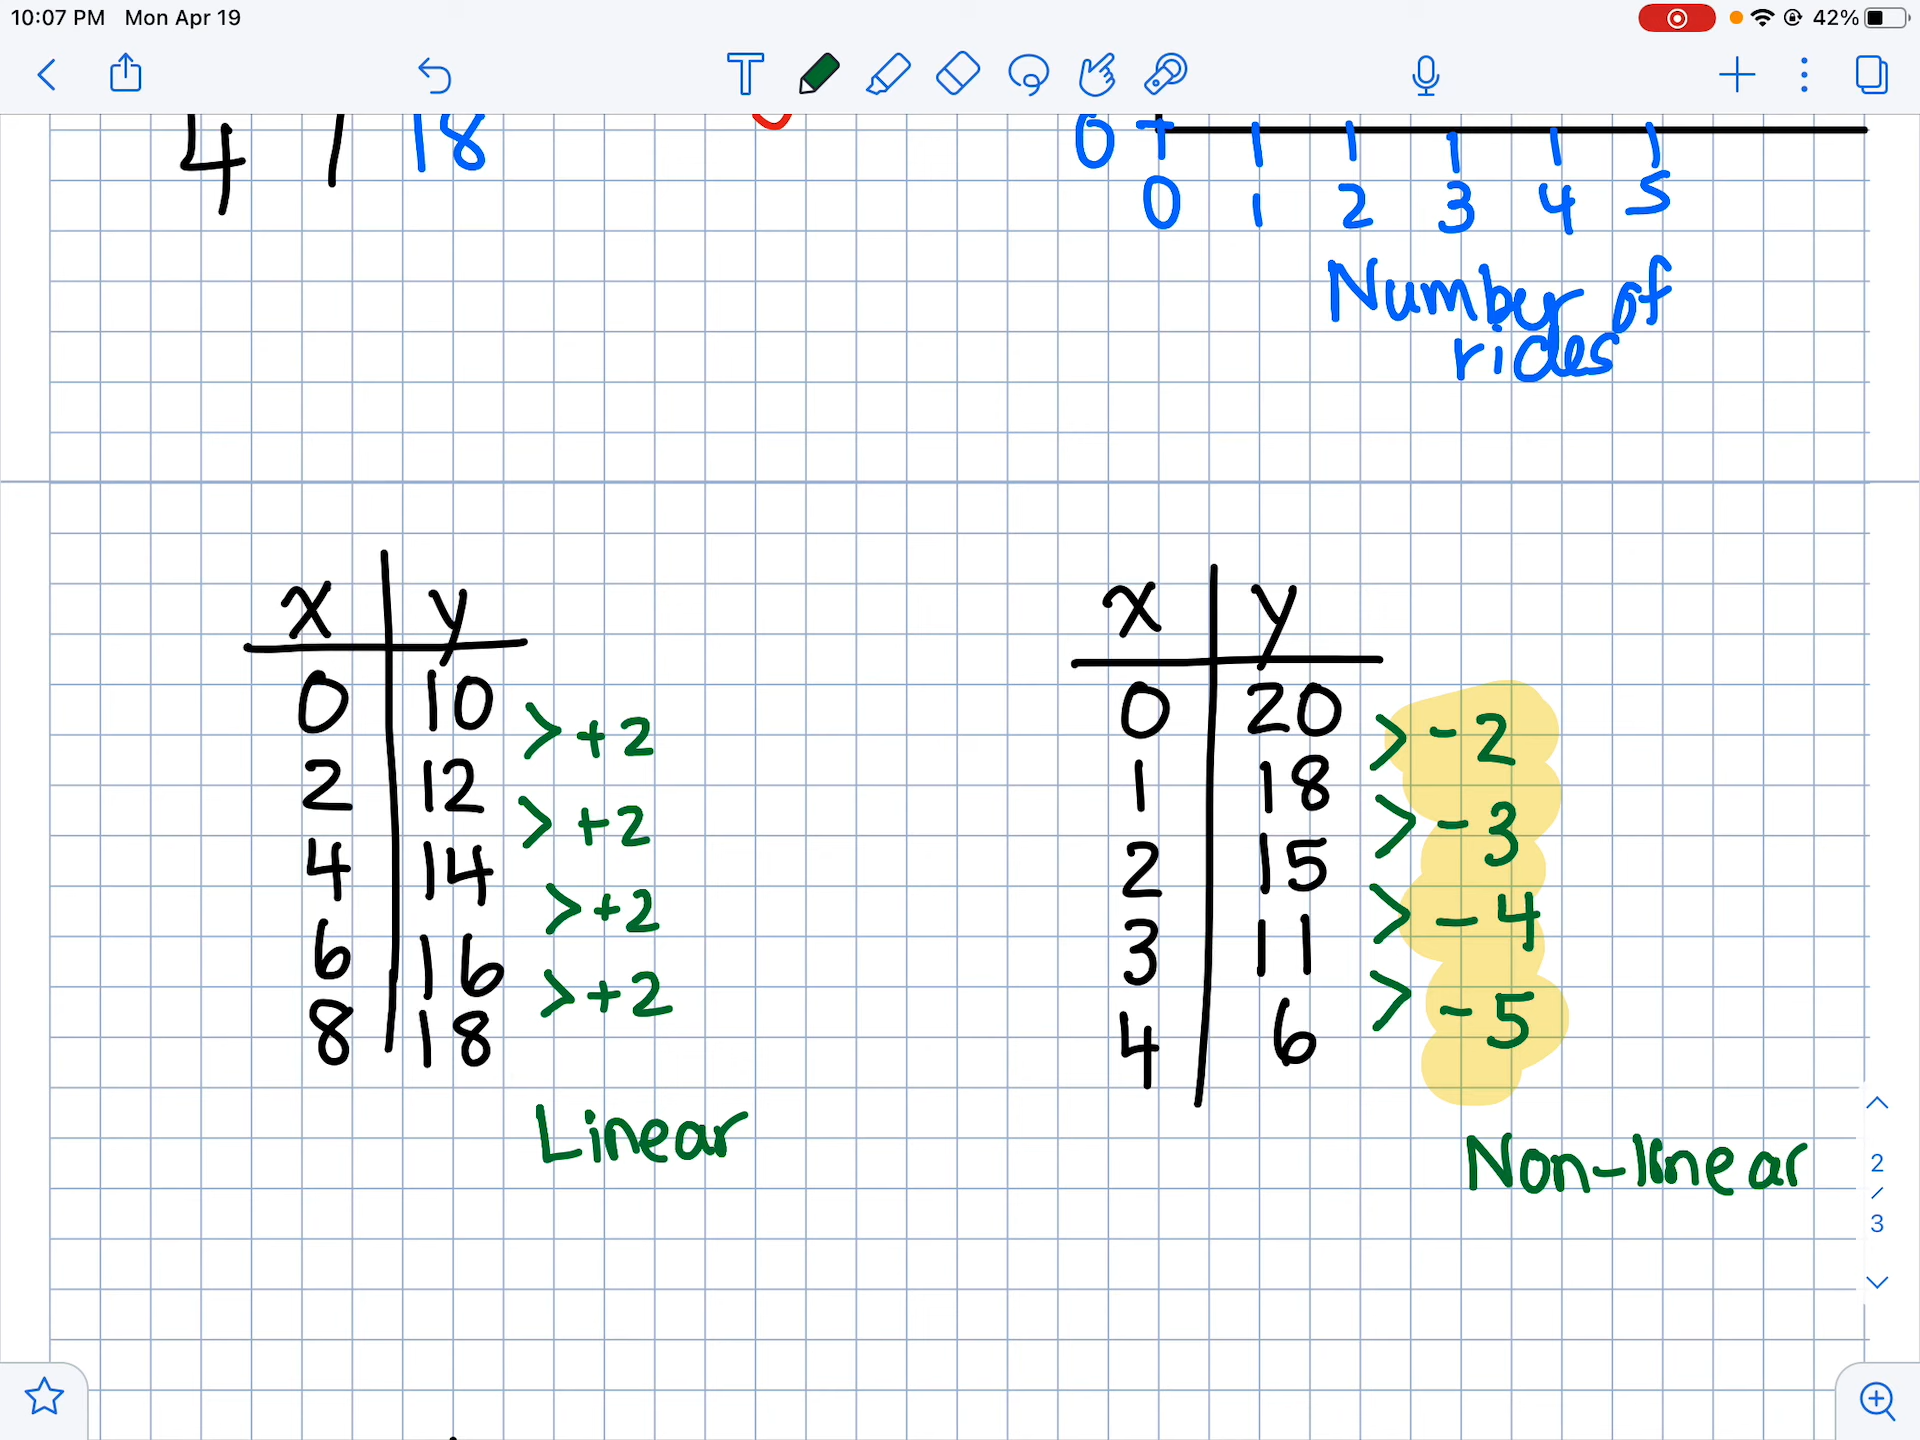 10:07 PM Mon Apr 19
42%
T
4 18
0
0 1 2 3 4 5
Number of
rides
x y
0 10
>+2
2 12
>+2
4 14
>+2
6 16
>+2
8 18
Linear
x y
0 20
>-2
1 18
>-3
2 15
>-4
3 11
>-5
4 6
Non-linear
2
/
3